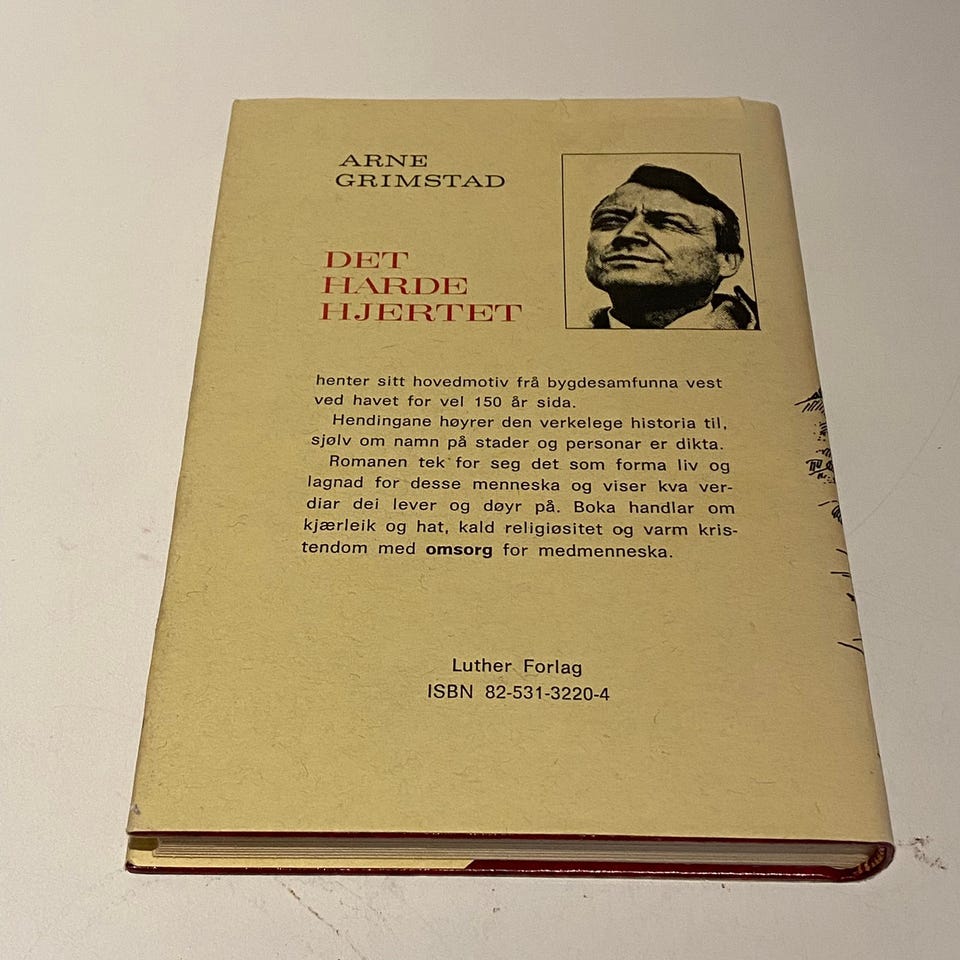 ARNE
GRIMSTAD
DET
HARDE
HJERTET
henter sitt hovedmotiv frå bygdesamfunna vest
ved havet for vel 150 år sida.
Hendingane høyrer den verkelege historia til,
sjølv om namn på stader og personar er dikta.
Romanen tek for seg det som forma liv og
lagnad for desse menneska og viser kva ver-
diar dei lever og døyr på. Boka handlar om
kjærleik og hat, kald religiøsitet og varm kris-
tendom med omsorg for medmenneska.
Luther Forlag
ISBN 82-531-3220-4